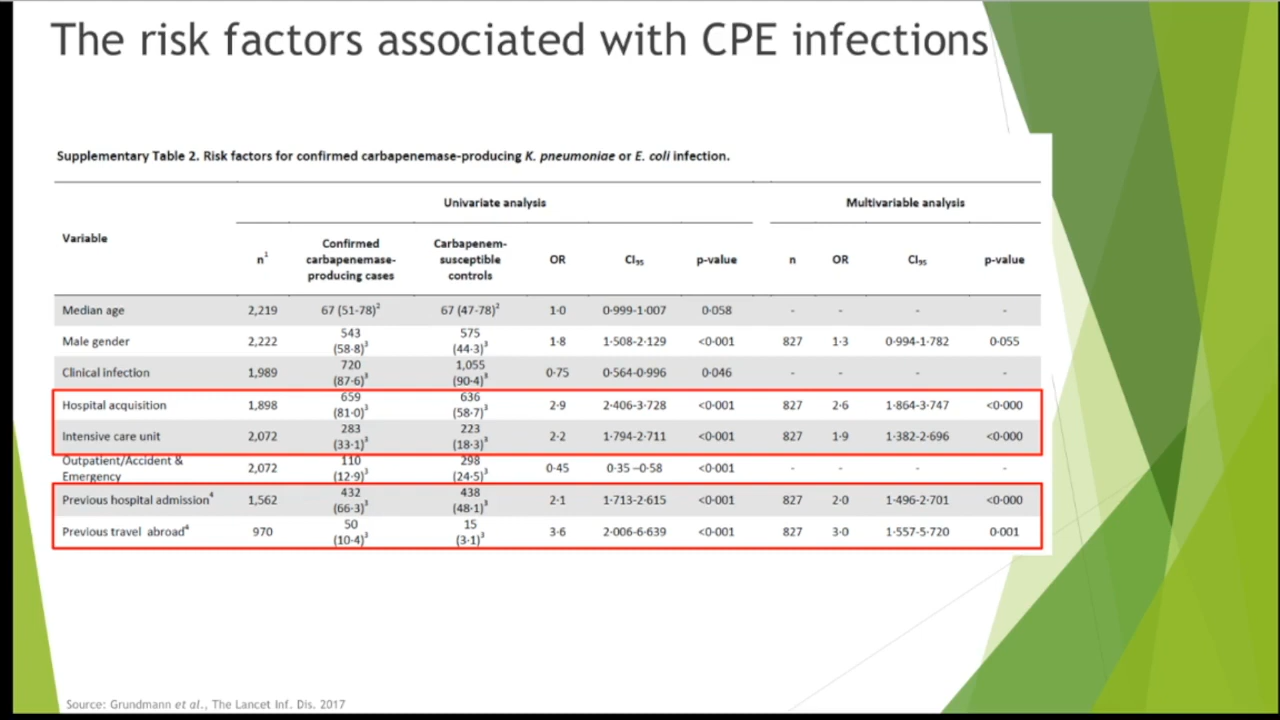 The risk factors associated with CPE infections
Supplementary Table 2. Risk factors for confirmed carbapenemase-producing K. pneumoniae or E. coli infection.
Univariate analysis Multivariable analysis
Variable n¹ Confirmed carbapenemase-producing cases Carbapenem-susceptible controls OR CI₉₅ p-value n OR CI₉₅ p-value
Median age 2,219 67 (51-78)² 67 (47-78)² 1·0 0·999-1·007 0·058 - - - -
Male gender 2,222 543 (58·8)³ 575 (44·3)³ 1·8 1·508-2·129 <0·001 827 1·3 0·994-1·782 0·055
Clinical infection 1,989 720 (87·6)³ 1,055 (90·4)³ 0·75 0·564-0·996 0·046 - - - -
Hospital acquisition 1,898 659 (81·0)³ 636 (58·7)³ 2·9 2·406-3·728 <0·001 827 2·6 1·864-3·747 <0·000
Intensive care unit 2,072 283 (33·1)³ 223 (18·3)³ 2·2 1·794-2·711 <0·001 827 1·9 1·382-2·696 <0·000
Outpatient/Accident & Emergency 2,072 110 (12·9)³ 298 (24·5)³ 0·45 0·35 –0·58 <0·001 - - - -
Previous hospital admission⁴ 1,562 432 (66·3)³ 438 (48·1)³ 2·1 1·713-2·615 <0·001 827 2·0 1·496-2·701 <0·000
Previous travel abroad⁴ 970 50 (10·4)³ 15 (3·1)³ 3·6 2·006-6·639 <0·001 827 3·0 1·557-5·720 0·001
Source: Grundmann et al., The Lancet Inf. Dis. 2017